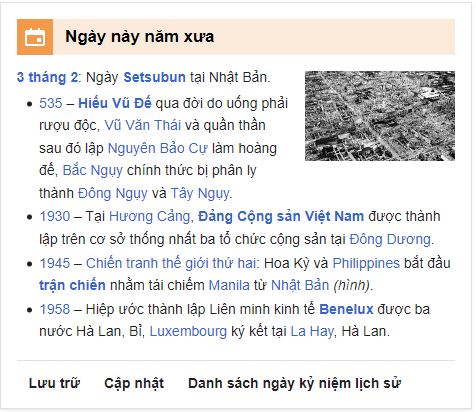 Ngày này năm xưa
3 tháng 2: Ngày Setsubun tại Nhật Bản.
535 – Hiếu Vũ Đế qua đời do uống phải
rượu độc, Vũ Văn Thái và quần thần
sau đó lập Nguyên Bảo Cự làm hoàng
đế, Bắc Ngụy chính thức bị phân ly
thành Đông Ngụy và Tây Ngụy.
1930 – Tại Hương Cảng, Đảng Cộng sản Việt Nam được thành
lập trên cơ sở thống nhất ba tổ chức cộng sản tại Đông Dương.
1945 – Chiến tranh thế giới thứ hai: Hoa Kỳ và Philippines bắt đầu
trận chiến nhằm tái chiếm Manila từ Nhật Bản (hình).
1958 – Hiệp ước thành lập Liên minh kinh tế Benelux được ba
nước Hà Lan, Bỉ, Luxembourg ký kết tại La Hay, Hà Lan.
Lưu trữ Cập nhật Danh sách ngày kỷ niệm lịch sử